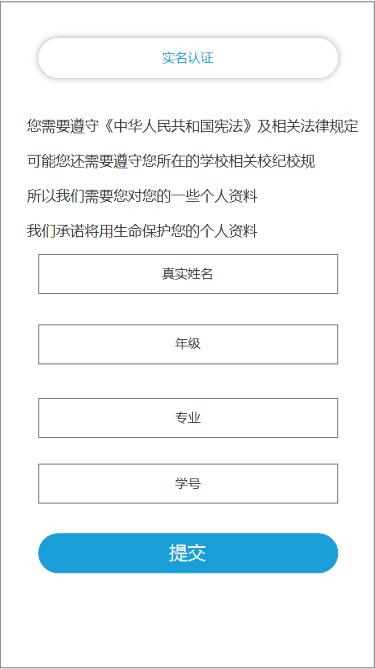 实名认证
您需要遵守《中华人民共和国宪法》及相关法律规定
可能您还需要遵守您所在的学校相关校纪校规
所以我们需要您对您的一些个人资料
我们承诺将用生命保护您的个人资料
真实姓名
年级
专业
学号
提交